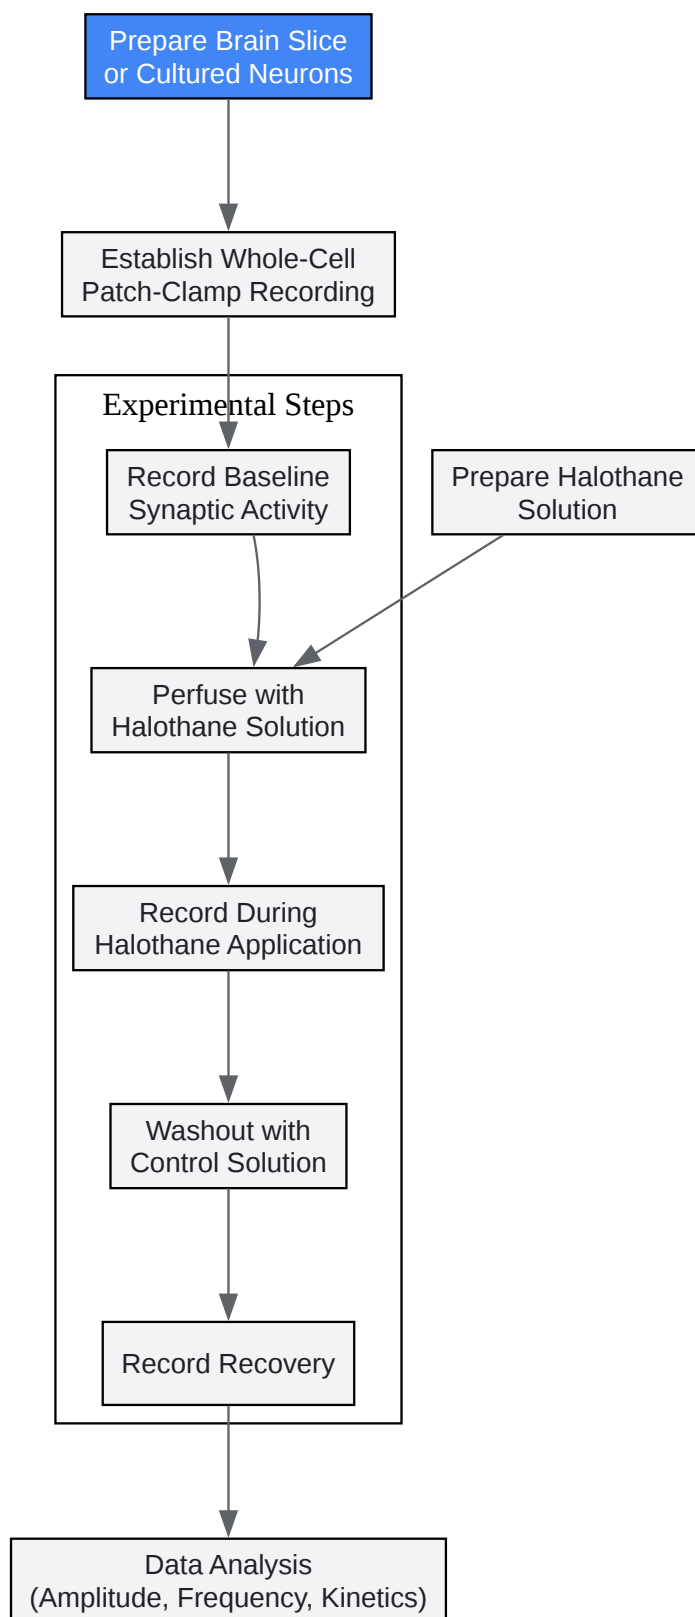 Prepare Brain Slice
or Cultured Neurons
Establish Whole-Cell
Patch-Clamp Recording
Experimental Steps
Record Baseline
Synaptic Activity
Prepare Halothane
Solution
Perfuse with
Halothane Solution
Record During
Halothane Application
Washout with
Control Solution
Record Recovery
Data Analysis
(Amplitude, Frequency, Kinetics)